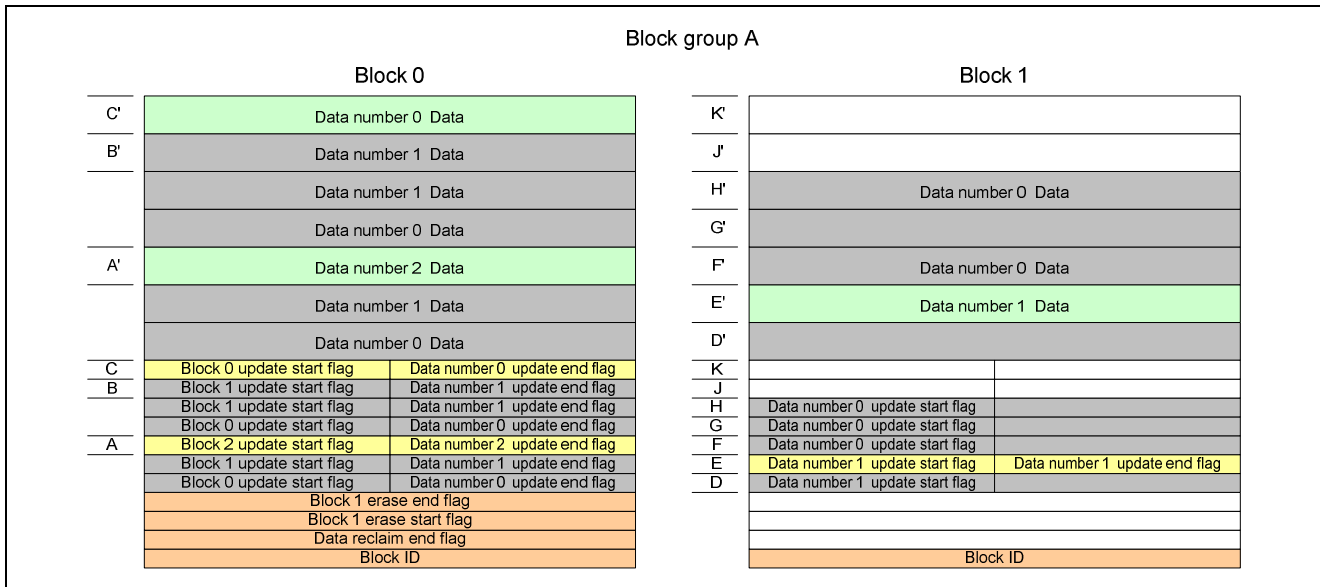 Block group A
Block 0
C'
Data number 0 Data
B'
Data number 1 Data
Data number 1 Data
Data number 0 Data
A'
Data number 2 Data
Data number 1 Data
Data number 0 Data
C
Block 0 update start flag
Data number 0 update end flag
B
Block 1 update start flag
Data number 1 update end flag
Block 1 update start flag
Data number 1 update end flag
Block 0 update start flag
Data number 0 update end flag
A
Block 2 update start flag
Data number 2 update end flag
Block 1 update start flag
Data number 1 update end flag
Block 0 update start flag
Data number 0 update end flag
Block 1 erase end flag
Block 1 erase start flag
Data reclaim end flag
Block ID
Block 1
K'
J'
H'
Data number 0 Data
G'
F'
Data number 0 Data
E'
Data number 1 Data
D'
K
J
H
Data number 0 update start flag
G
Data number 0 update start flag
F
Data number 0 update start flag
E
Data number 1 update start flag
Data number 1 update end flag
D
Data number 1 update start flag
Block ID